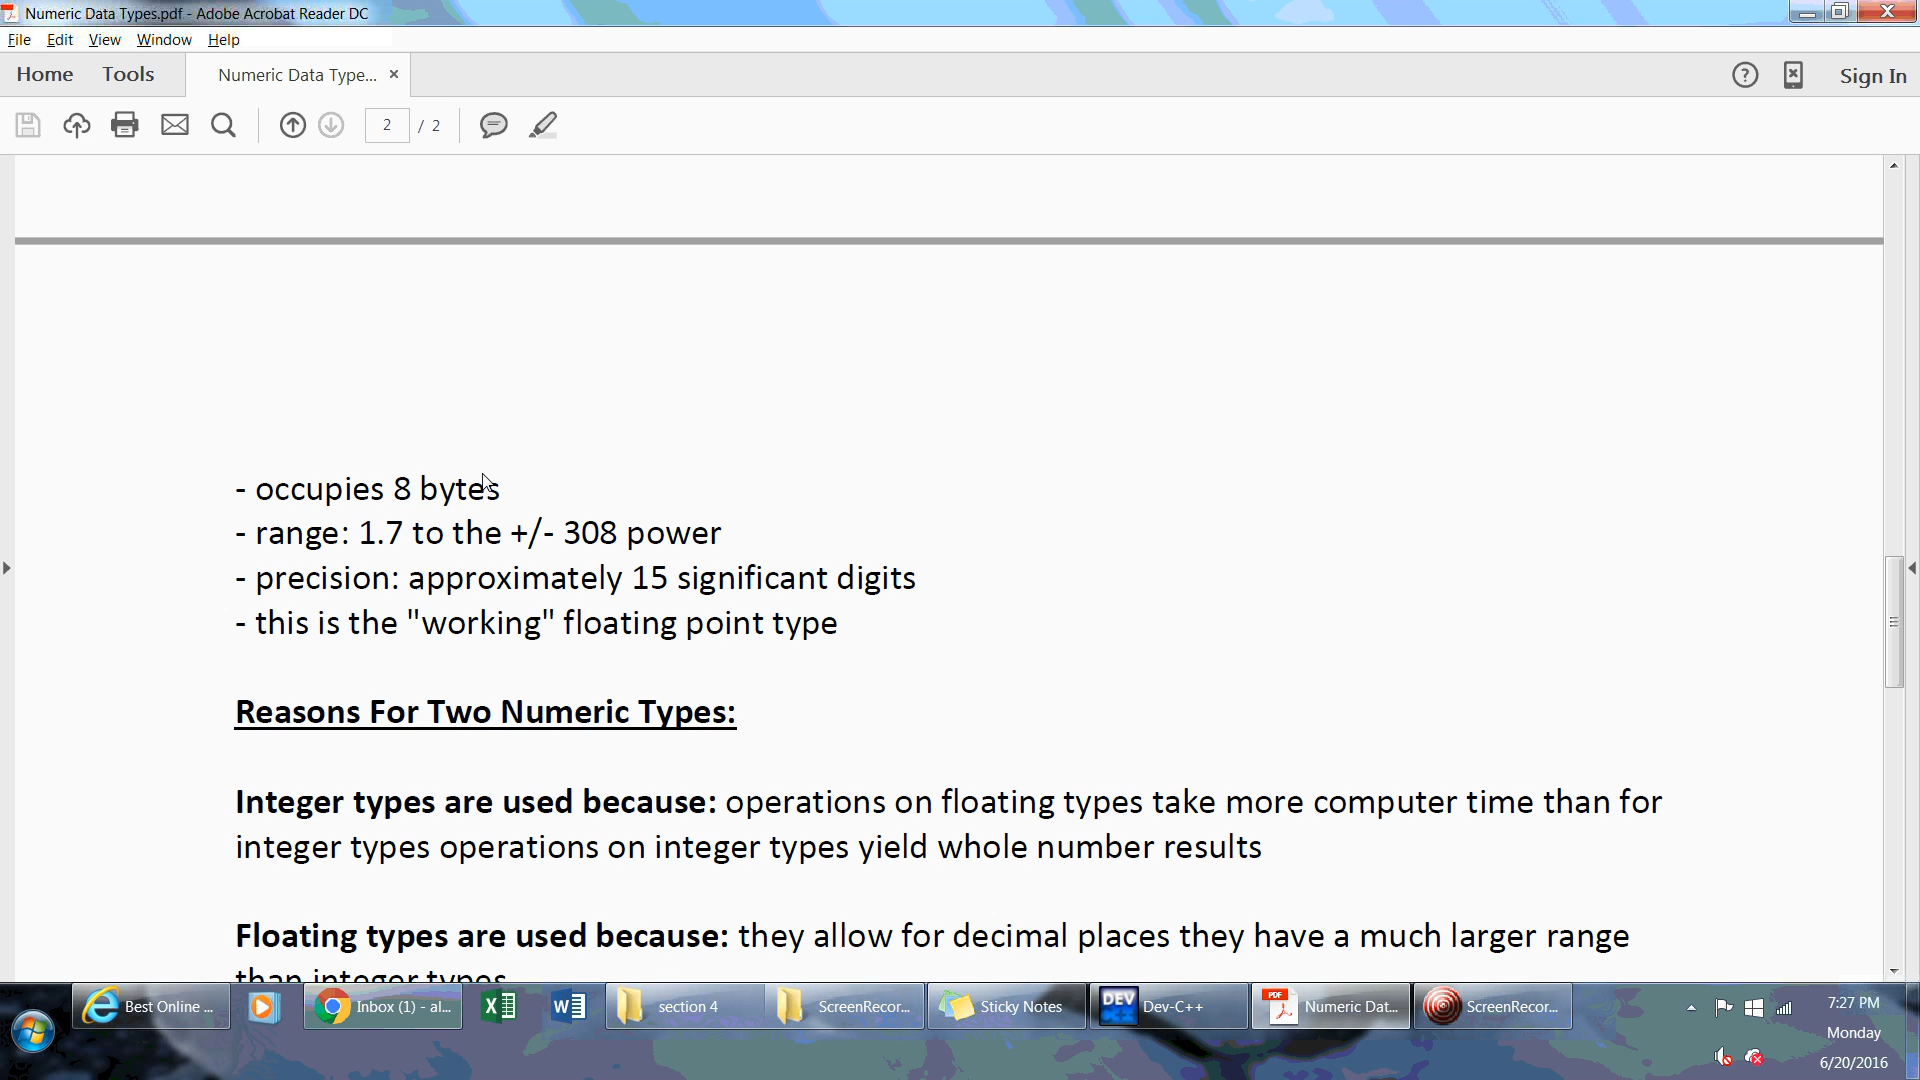 Numeric Data Types.pdf - Adobe Acrobat Reader DC
File Edit View Window Help
Home Tools Numeric Data Type... × Sign In
2 / 2
- occupies 8 bytes
- range: 1.7 to the +/- 308 power
- precision: approximately 15 significant digits
- this is the "working" floating point type
Reasons For Two Numeric Types:
Integer types are used because: operations on floating types take more computer time than for
integer types operations on integer types yield whole number results
Floating types are used because: they allow for decimal places they have a much larger range
than integer types
Best Online ... Inbox (1) - al... section 4 ScreenRecor... Sticky Notes DEV Dev-C++ PDF Numeric Dat... ScreenRecor...
7:27 PM
Monday
6/20/2016